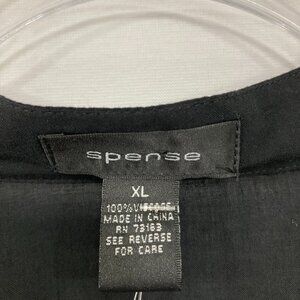 spense
XL
100% VISCOSE
MADE IN CHINA
RN 73163
SEE REVERSE
FOR CARE